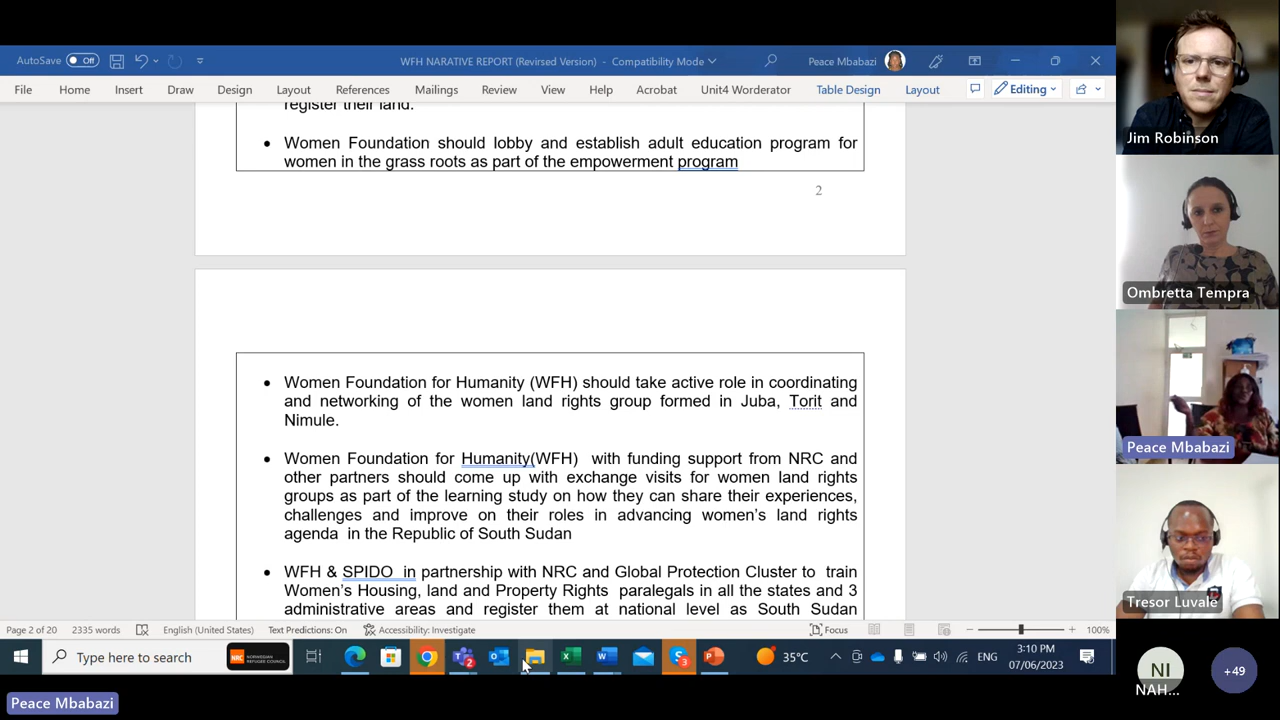 AutoSave Off
WFH NARATIVE REPORT (Revirsed Version) - Compatibility Mode
Peace Mbabazi
File Home Insert Draw Design Layout References Mailings Review View Help Acrobat Unit4 Worderator Table Design Layout
Editing
register their land.
• Women Foundation should lobby and establish adult education program for
women in the grass roots as part of the empowerment program
2
• Women Foundation for Humanity (WFH) should take active role in coordinating
and networking of the women land rights group formed in Juba, Torit and
Nimule.
• Women Foundation for Humanity(WFH) with funding support from NRC and
other partners should come up with exchange visits for women land rights
groups as part of the learning study on how they can share their experiences,
challenges and improve on their roles in advancing women's land rights
agenda in the Republic of South Sudan
• WFH & SPIDO in partnership with NRC and Global Protection Cluster to train
Women's Housing, land and Property Rights paralegals in all the states and 3
administrative areas and register them at national level as South Sudan
Page 2 of 20 2335 words English (United States) Text Predictions: On Accessibility: Investigate Focus 100%
Type here to search
NRC NORWEGIAN REFUGEE COUNCIL
2
3
35°C
ENG
3:10 PM
07/06/2023
Peace Mbabazi
Jim Robinson
Ombretta Tempra
Peace Mbabazi
Tresor Luvale
NI
NAH...
+49